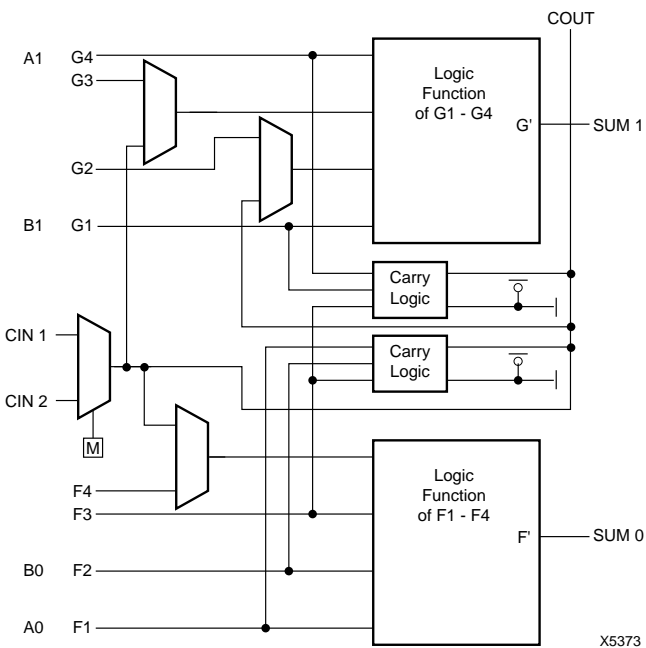 COUT
A1 G4
G3
Logic
Function
of G1 - G4
G' SUM 1
G2
B1 G1
Carry
Logic
CIN 1
Carry
Logic
CIN 2
M
F4
F3
Logic
Function
of F1 - F4
F' SUM 0
B0 F2
A0 F1
X5373